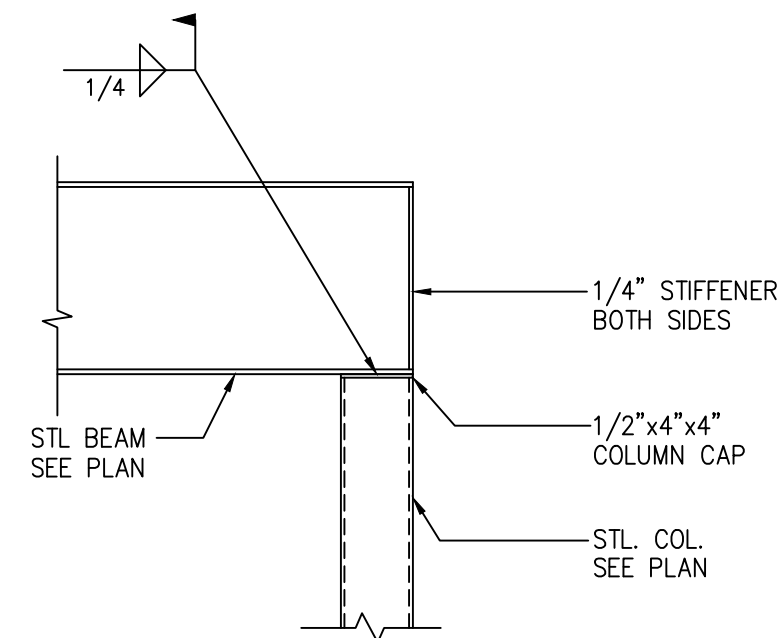 1/4
1/4” STIFFENER
BOTH SIDES
STL BEAM
SEE PLAN
1/2”x4”x4”
COLUMN CAP
STL. COL.
SEE PLAN